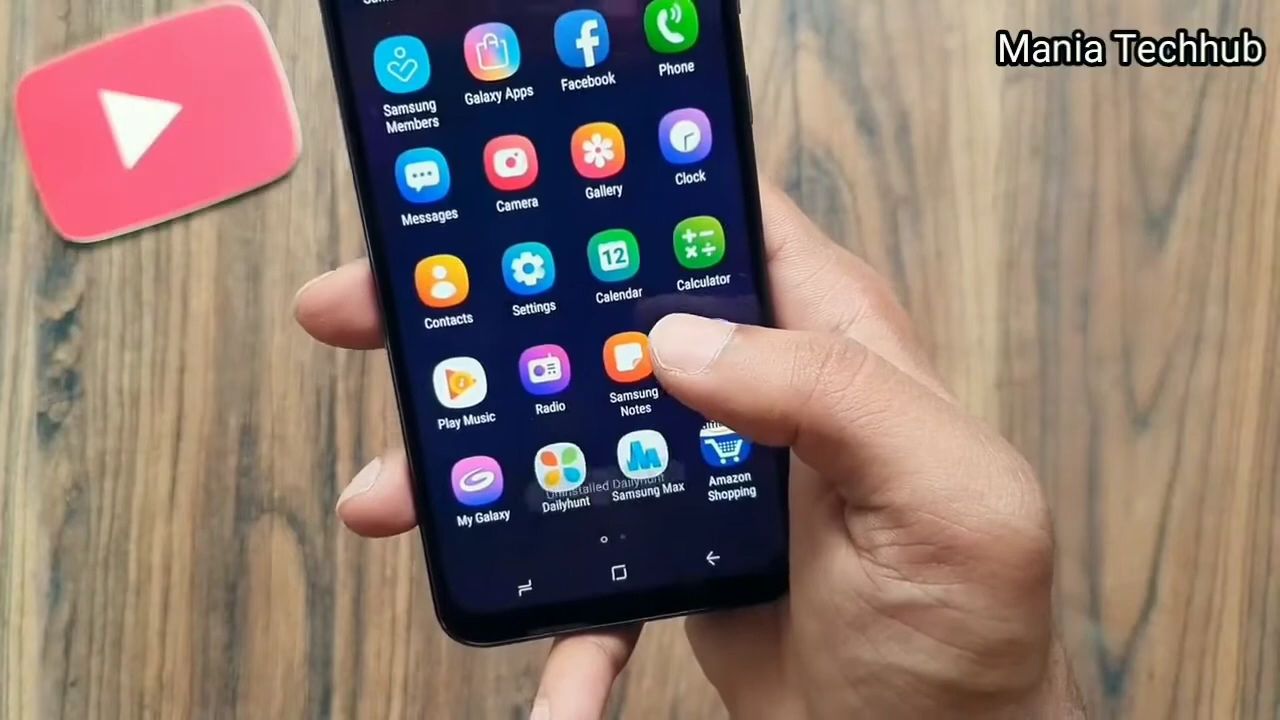 Mania Techhub
Samsung Members
Galaxy Apps
Facebook
Phone
Messages
Camera
Gallery
Clock
Contacts
Settings
12
Calendar
Calculator
Play Music
Radio
Samsung Notes
Uninstalled Dailyhunt
My Galaxy
Dailyhunt
Samsung Max
Amazon Shopping